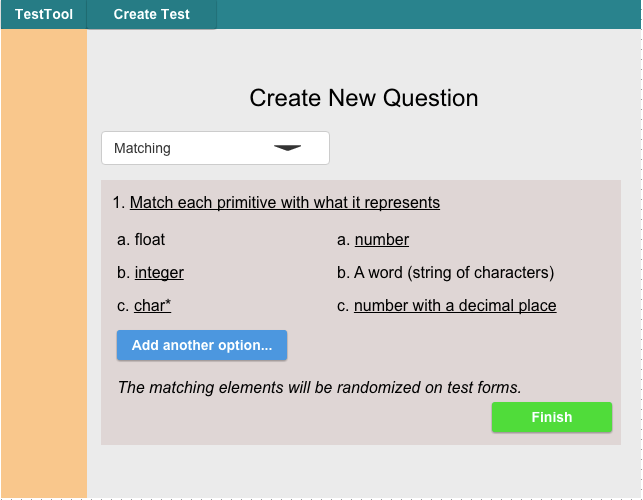 TestTool Create Test
Create New Question
Matching
1. Match each primitive with what it represents
a. float a. number
b. integer b. A word (string of characters)
c. char* c. number with a decimal place
Add another option...
The matching elements will be randomized on test forms.
Finish